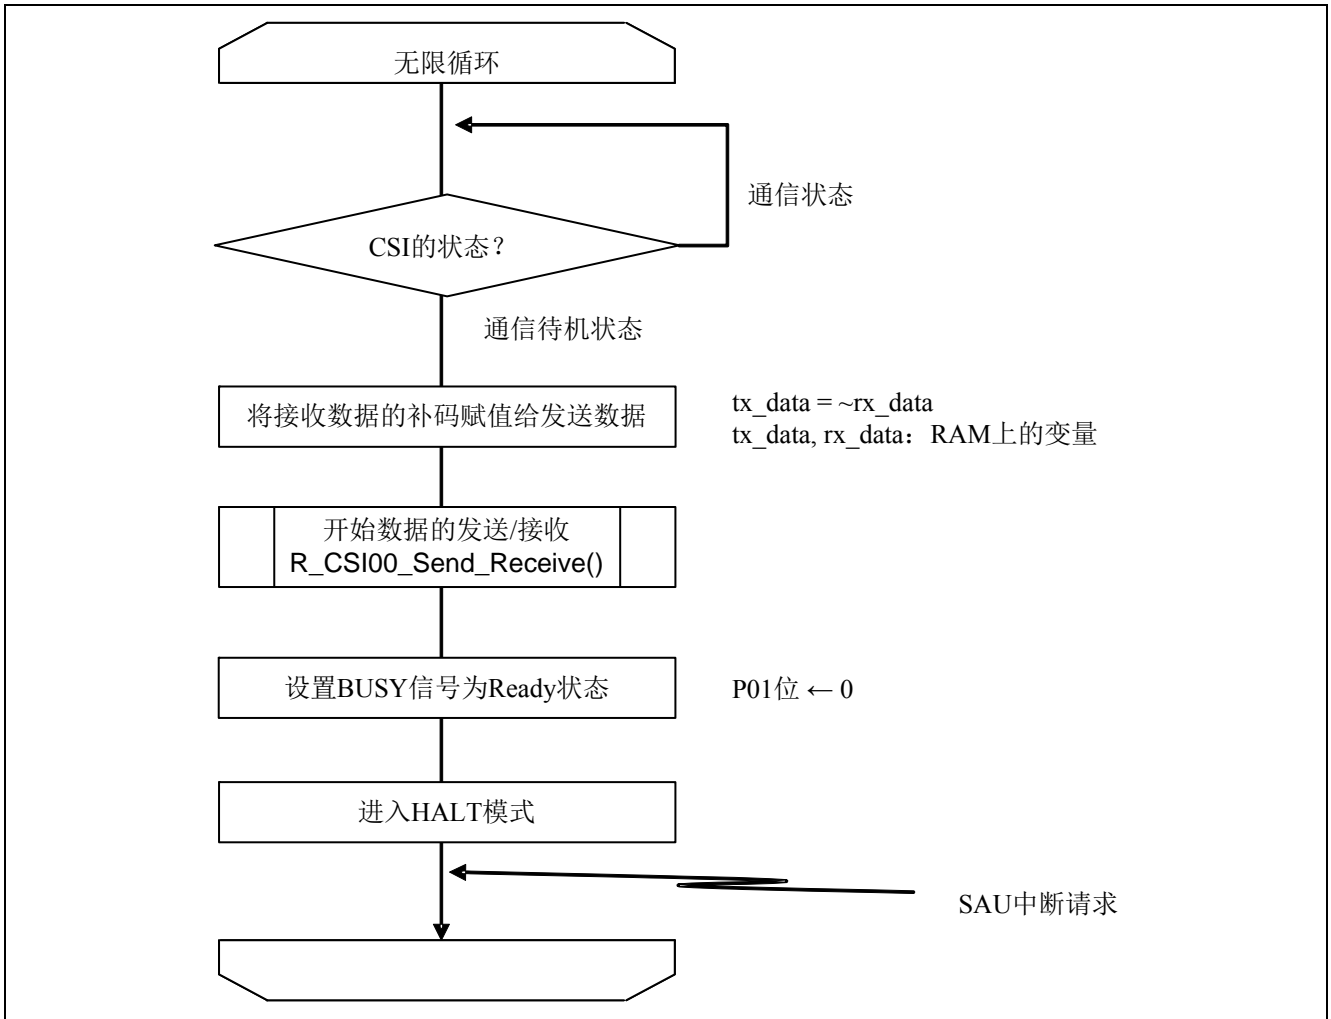 无限循环
通信状态
CSI的状态？
通信待机状态
将接收数据的补码赋值给发送数据
tx_data = ~rx_data
tx_data, rx_data：RAM上的变量
开始数据的发送/接收
R_CSI00_Send_Receive()
设置BUSY信号为Ready状态
P01位 ← 0
进入HALT模式
SAU中断请求